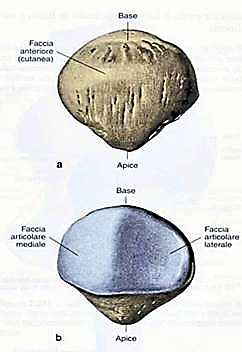 Base
Faccia
anteriore
(cutanea)
a
Apice
Base
Faccia
articolare
mediale
Faccia
articolare
laterale
b
Apice